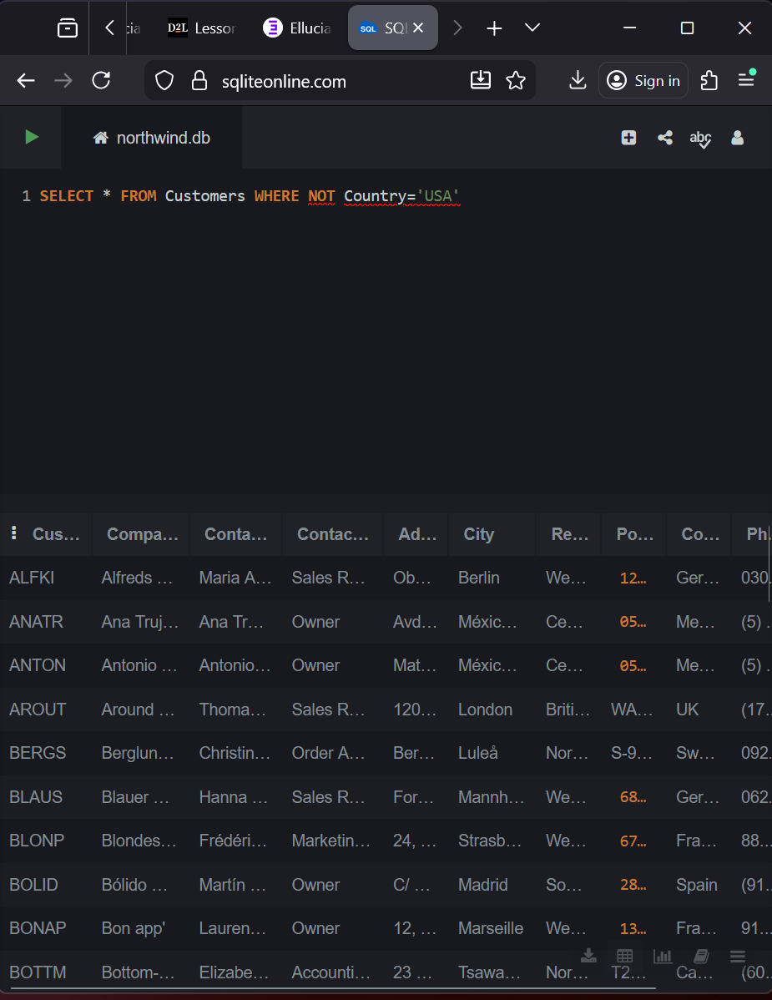 cia D2L Lessor Ellucia SQL SQL
sqliteonline.com Sign in
northwind.db abc
1 SELECT * FROM Customers WHERE NOT Country='USA'
Cus… Compa… Conta… Contac… Ad… City Re… Po… Co… Ph.
ALFKI Alfreds … Maria A… Sales R… Ob… Berlin We… 12… Ger… 030.
ANATR Ana Truj… Ana Tr… Owner Avd… Méxic… Ce… 05… Me… (5) .
ANTON Antonio … Antonio… Owner Mat… Méxic… Ce… 05… Me… (5) .
AROUT Around … Thoma… Sales R… 120… London Briti… WA… UK (17..
BERGS Berglun… Christin… Order A… Ber… Luleå Nor… S-9… Sw… 092.
BLAUS Blauer … Hanna … Sales R… For… Mannh… We… 68… Ger… 062.
BLONP Blondes… Frédéri… Marketin… 24, … Strasb… We… 67… Fra… 88...
BOLID Bólido … Martín … Owner C/ … Madrid So… 28… Spain (91..
BONAP Bon app' Lauren… Owner 12, … Marseille We… 13… Fra… 91...
BOTTM Bottom-… Elizabe… Accounti… 23 … Tsawa… Nor… T2… Ca… (60.